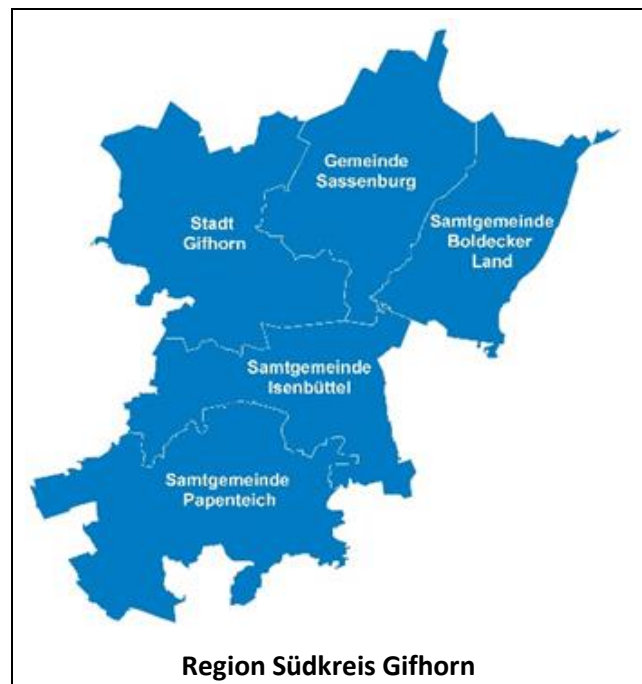 Gemeinde
Sassenburg
Stadt
Gifhorn
Samtgemeinde
Boldecker
Land
Samtgemeinde
Isenbüttel
Samtgemeinde
Papenteich
Region Südkreis Gifhorn